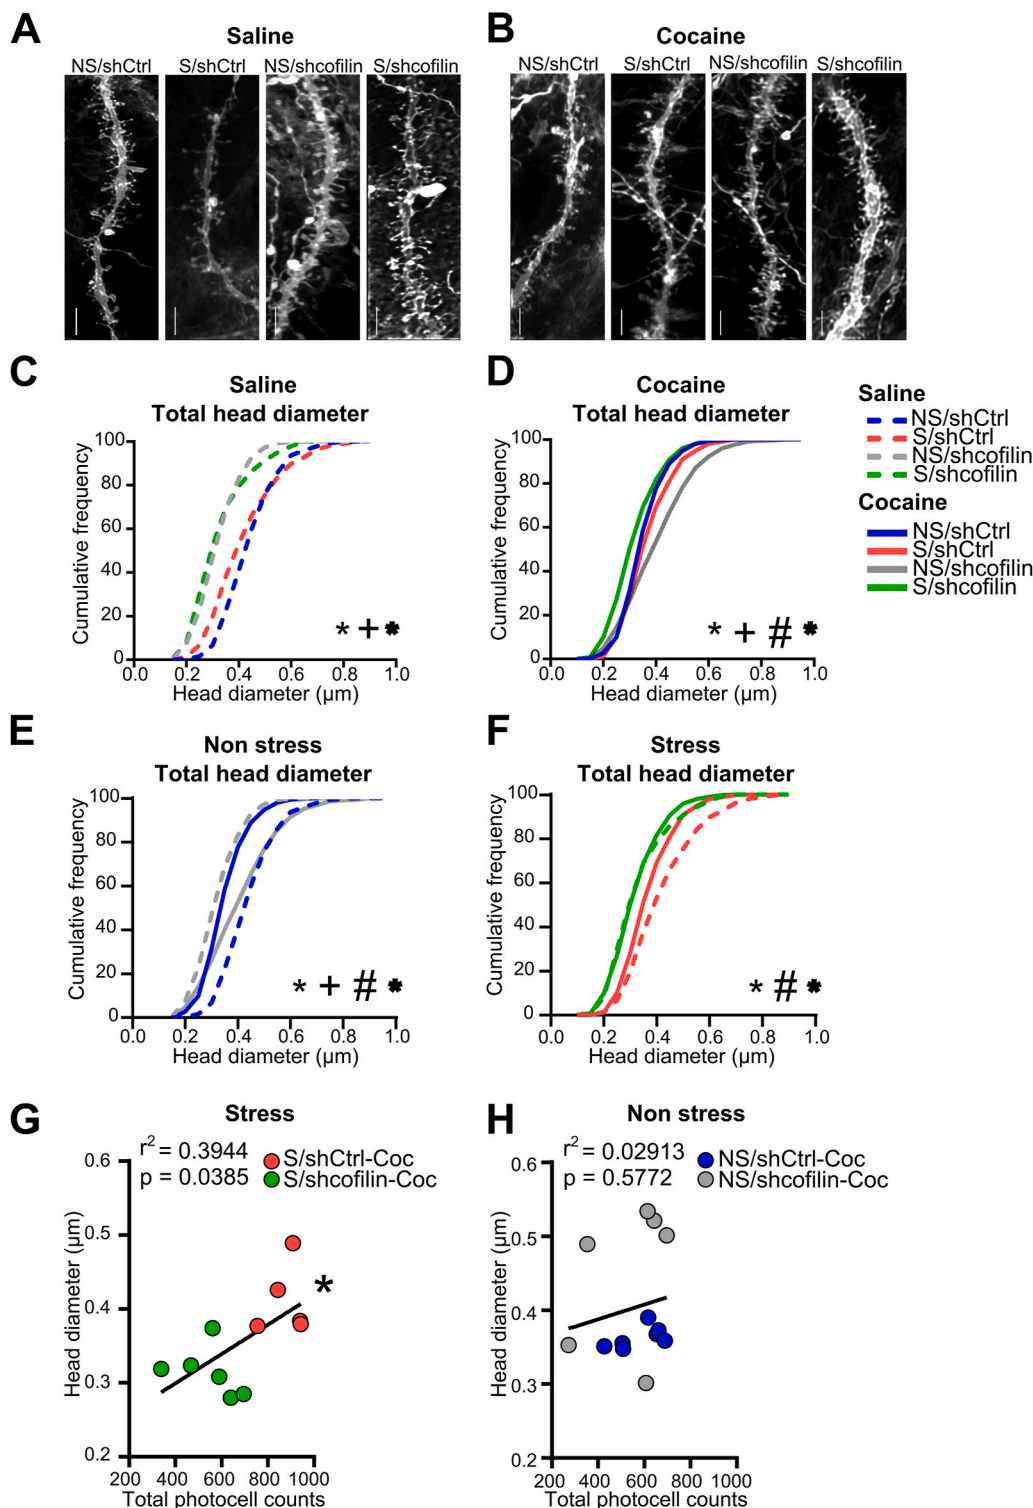 A
Saline
NS/shCtrl S/shCtrl NS/shcofilin S/shcofilin
B
Cocaine
NS/shCtrl S/shCtrl NS/shcofilin S/shcofilin
C
Saline
Total head diameter
Cumulative frequency
100
80
60
40
20
0
* + *
0.0 0.2 0.4 0.6 0.8 1.0
Head diameter (µm)
D
Cocaine
Total head diameter
Cumulative frequency
100
80
60
40
20
0
* + # *
0.0 0.2 0.4 0.6 0.8 1.0
Head diameter (µm)
Saline
NS/shCtrl
S/shCtrl
NS/shcofilin
S/shcofilin
Cocaine
NS/shCtrl
S/shCtrl
NS/shcofilin
S/shcofilin
E
Non stress
Total head diameter
Cumulative frequency
100
80
60
40
20
0
* + # *
0.0 0.2 0.4 0.6 0.8 1.0
Head diameter (µm)
F
Stress
Total head diameter
Cumulative frequency
100
80
60
40
20
0
* # *
0.0 0.2 0.4 0.6 0.8 1.0
Head diameter (µm)
G
Stress
r² = 0.3944
p = 0.0385
S/shCtrl-Coc
S/shcofilin-Coc
Head diameter (µm)
0.6
0.5
0.4
0.3
0.2
*
200 400 600 800 1000
Total photocell counts
H
Non stress
r² = 0.02913
p = 0.5772
NS/shCtrl-Coc
NS/shcofilin-Coc
Head diameter (µm)
0.6
0.5
0.4
0.3
0.2
200 400 600 800 1000
Total photocell counts